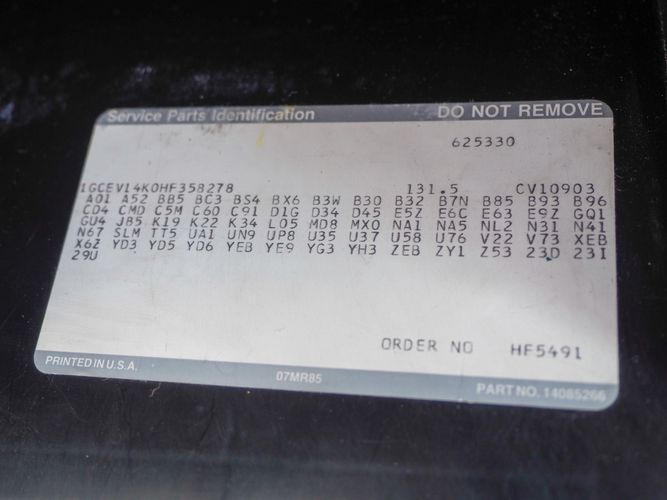 Service Parts Identification DO NOT REMOVE
625330
1GCEV14K0HF358278 131.5 CV10903
A01 A52 BB5 BC3 BS4 BX6 B3W B30 B32 B7N B85 B93 B96
CD4 CMD C5M C60 C91 D1G D34 D45 E5Z E6C E63 E9Z GQ1
GU4 JB5 K19 K22 K34 L05 MD8 MX0 NA1 NA5 NL2 N31 N41
N67 SLM TT5 UA1 UN9 UP8 U35 U37 U58 U76 V22 V73 XEB
X6Z YD3 YD5 YD6 YEB YE9 YG3 YH3 ZEB ZY1 Z53 23D 23I
29U
ORDER NO HF5491
PRINTED IN U.S.A. 07MR85 PART NO. 14085266